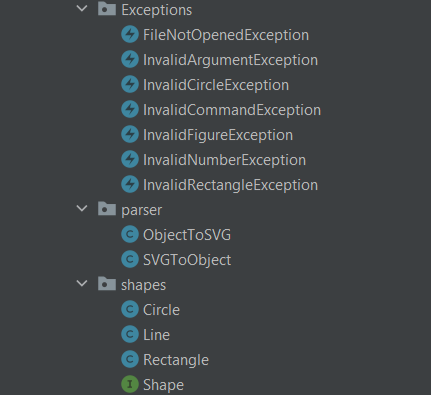 Exceptions
FileNotOpenedException
InvalidArgumentException
InvalidCircleException
InvalidCommandException
InvalidFigureException
InvalidNumberException
InvalidRectangleException
parser
C ObjectToSVG
C SVGToObject
shapes
C Circle
C Line
C Rectangle
I Shape